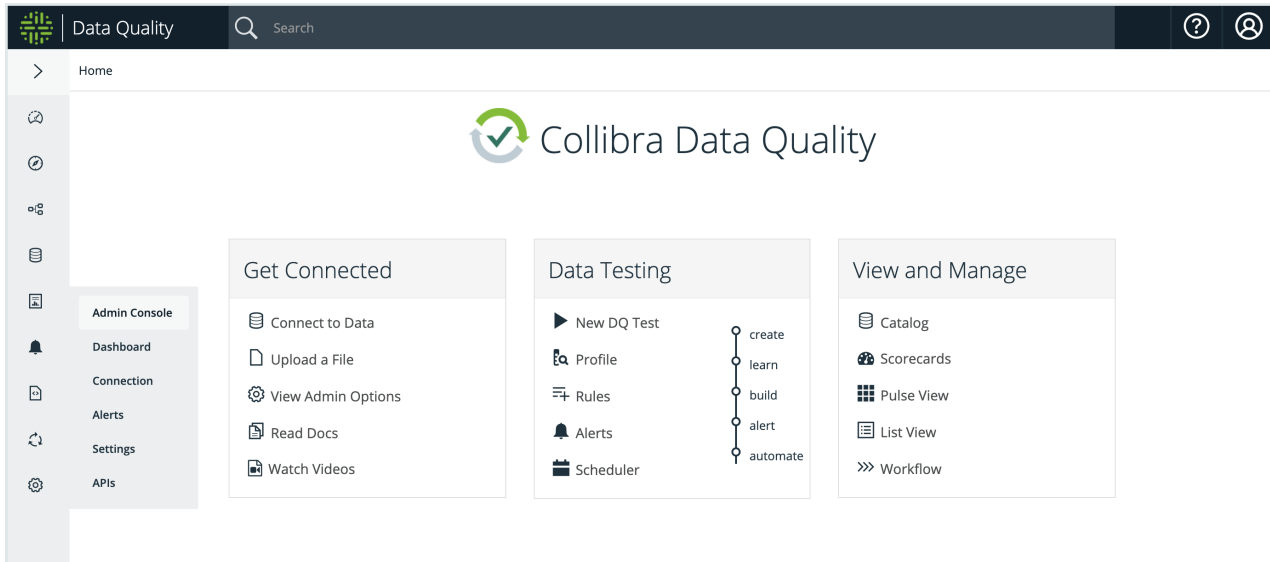 Data Quality
Search
Home
Collibra Data Quality
Admin Console
Dashboard
Connection
Alerts
Settings
APIs
Get Connected
Connect to Data
Upload a File
View Admin Options
Read Docs
Watch Videos
Data Testing
New DQ Test
Profile
Rules
Alerts
Scheduler
create
learn
build
alert
automate
View and Manage
Catalog
Scorecards
Pulse View
List View
Workflow